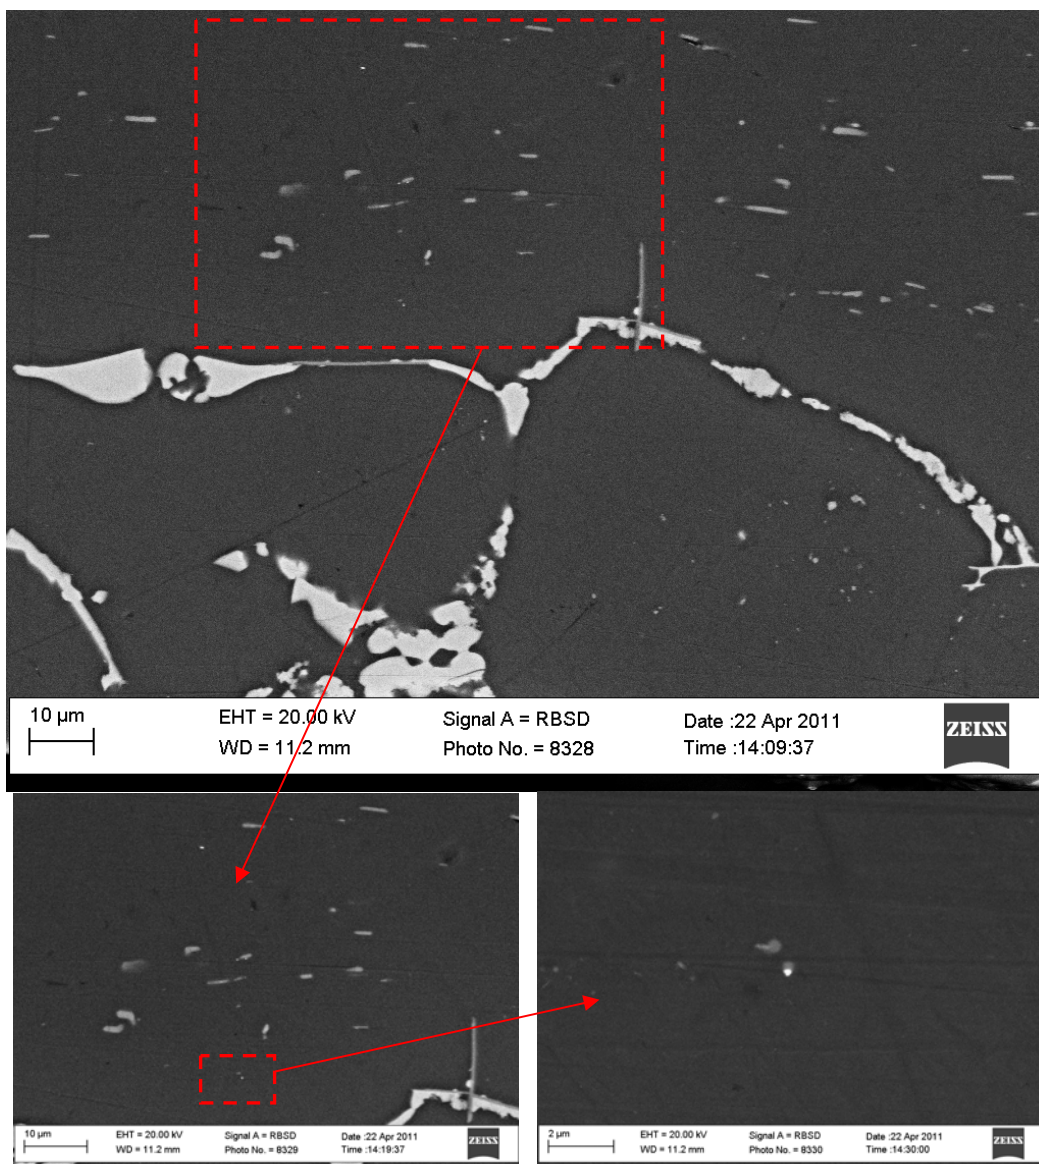 10 µm EHT = 20.00 kV Signal A = RBSD Date :22 Apr 2011
WD = 11.2 mm Photo No. = 8328 Time :14:09:37
ZEISS
10 µm EHT = 20.00 kV Signal A = RBSD Date :22 Apr 2011
WD = 11.2 mm Photo No. = 8329 Time :14:19:37
ZEISS
2 µm EHT = 20.00 kV Signal A = RBSD Date :22 Apr 2011
WD = 11.2 mm Photo No. = 8330 Time :14:30:00
ZEISS